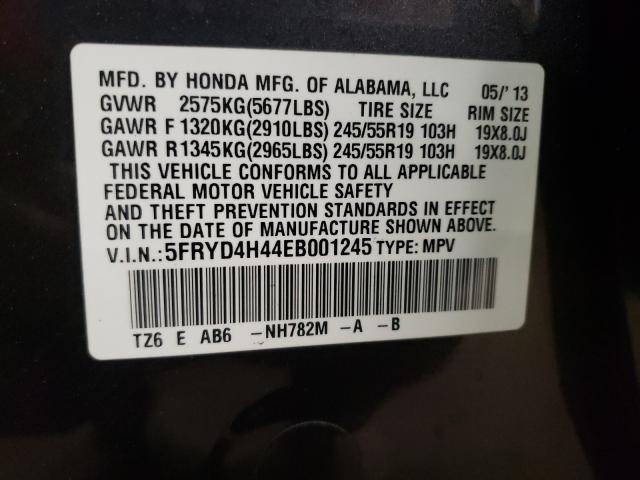 MFD. BY HONDA MFG. OF ALABAMA, LLC 05/'13
GVWR 2575KG(5677LBS) TIRE SIZE RIM SIZE
GAWR F 1320KG(2910LBS) 245/55R19 103H 19X8.0J
GAWR R 1345KG(2965LBS) 245/55R19 103H 19X8.0J
THIS VEHICLE CONFORMS TO ALL APPLICABLE
FEDERAL MOTOR VEHICLE SAFETY
AND THEFT PREVENTION STANDARDS IN EFFECT
ON THE DATE OF MANUFACTURE SHOWN ABOVE.
V.I.N.: 5FRYD4H44EB001245 TYPE: MPV
TZ6 E AB6 -NH782M -A -B